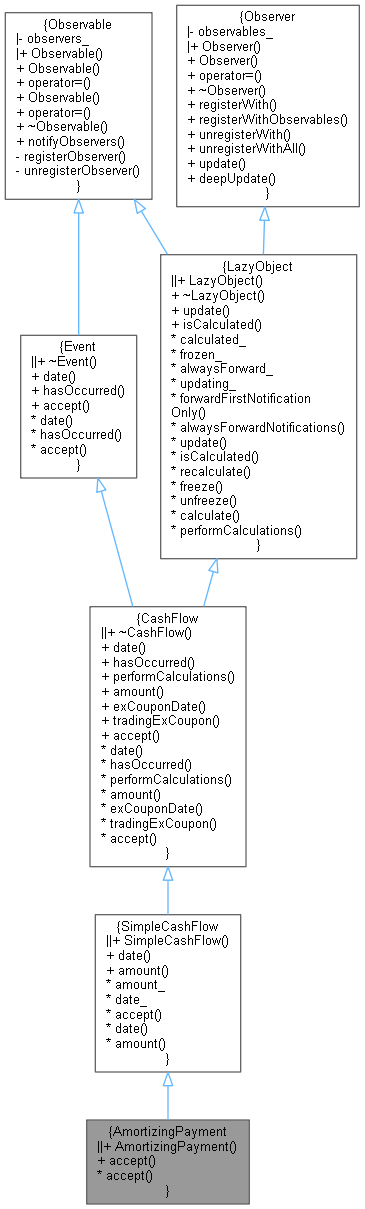 {Observable
|- observers_
|+ Observable()
+ Observable()
+ operator=()
+ Observable()
+ operator=()
+ ~Observable()
+ notifyObservers()
- registerObserver()
- unregisterObserver()
}
{Observer
|- observables_
|+ Observer()
+ Observer()
+ operator=()
+ ~Observer()
+ registerWith()
+ registerWithObservables()
+ unregisterWith()
+ unregisterWithAll()
+ update()
+ deepUpdate()
}
{Event
||+ ~Event()
+ date()
+ hasOccurred()
+ accept()
* date()
* hasOccurred()
* accept()
}
{LazyObject
||+ LazyObject()
+ ~LazyObject()
+ update()
+ isCalculated()
* calculated_
* frozen_
* alwaysForward_
* updating_
* forwardFirstNotification
Only()
* alwaysForwardNotifications()
* update()
* isCalculated()
* recalculate()
* freeze()
* unfreeze()
* calculate()
* performCalculations()
}
{CashFlow
||+ ~CashFlow()
+ date()
+ hasOccurred()
+ performCalculations()
+ amount()
+ exCouponDate()
+ tradingExCoupon()
+ accept()
* date()
* hasOccurred()
* performCalculations()
* amount()
* exCouponDate()
* tradingExCoupon()
* accept()
}
{SimpleCashFlow
||+ SimpleCashFlow()
+ date()
+ amount()
* amount_
* date_
* accept()
* date()
* amount()
}
{AmortizingPayment
||+ AmortizingPayment()
+ accept()
* accept()
}